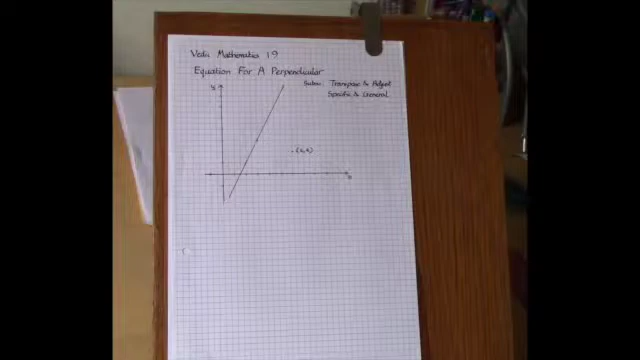 Vedic Mathematics 19
Equation For A Perpendicular
Sutra: Transpose & Adjust
Specific & General
y
x